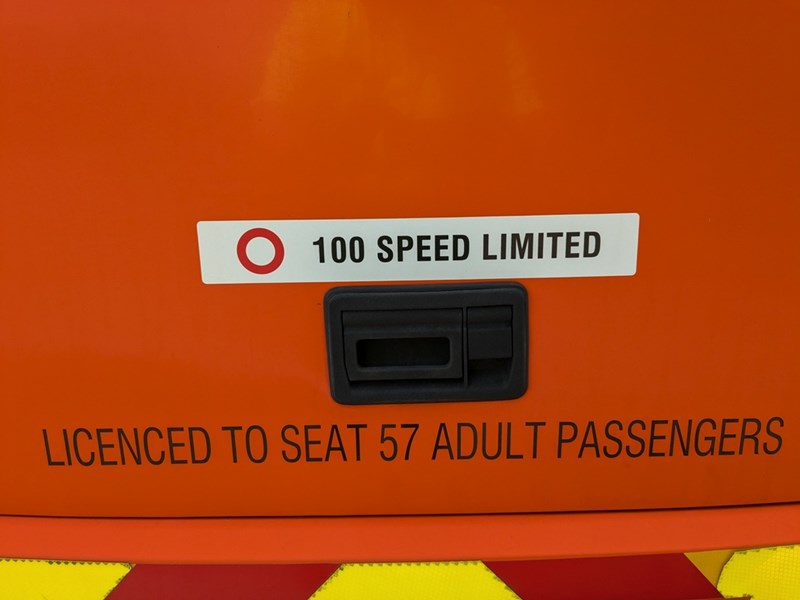 100 SPEED LIMITED
LICENCED TO SEAT 57 ADULT PASSENGERS